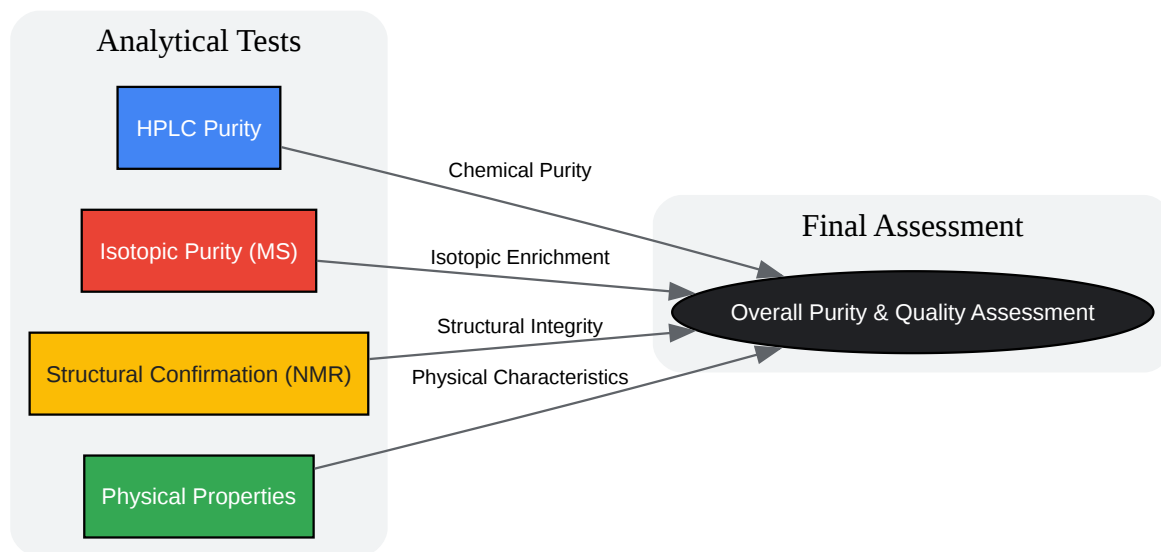 Analytical Tests
HPLC Purity
Isotopic Purity (MS)
Structural Confirmation (NMR)
Physical Properties
Chemical Purity
Isotopic Enrichment
Structural Integrity
Physical Characteristics
Final Assessment
Overall Purity & Quality Assessment